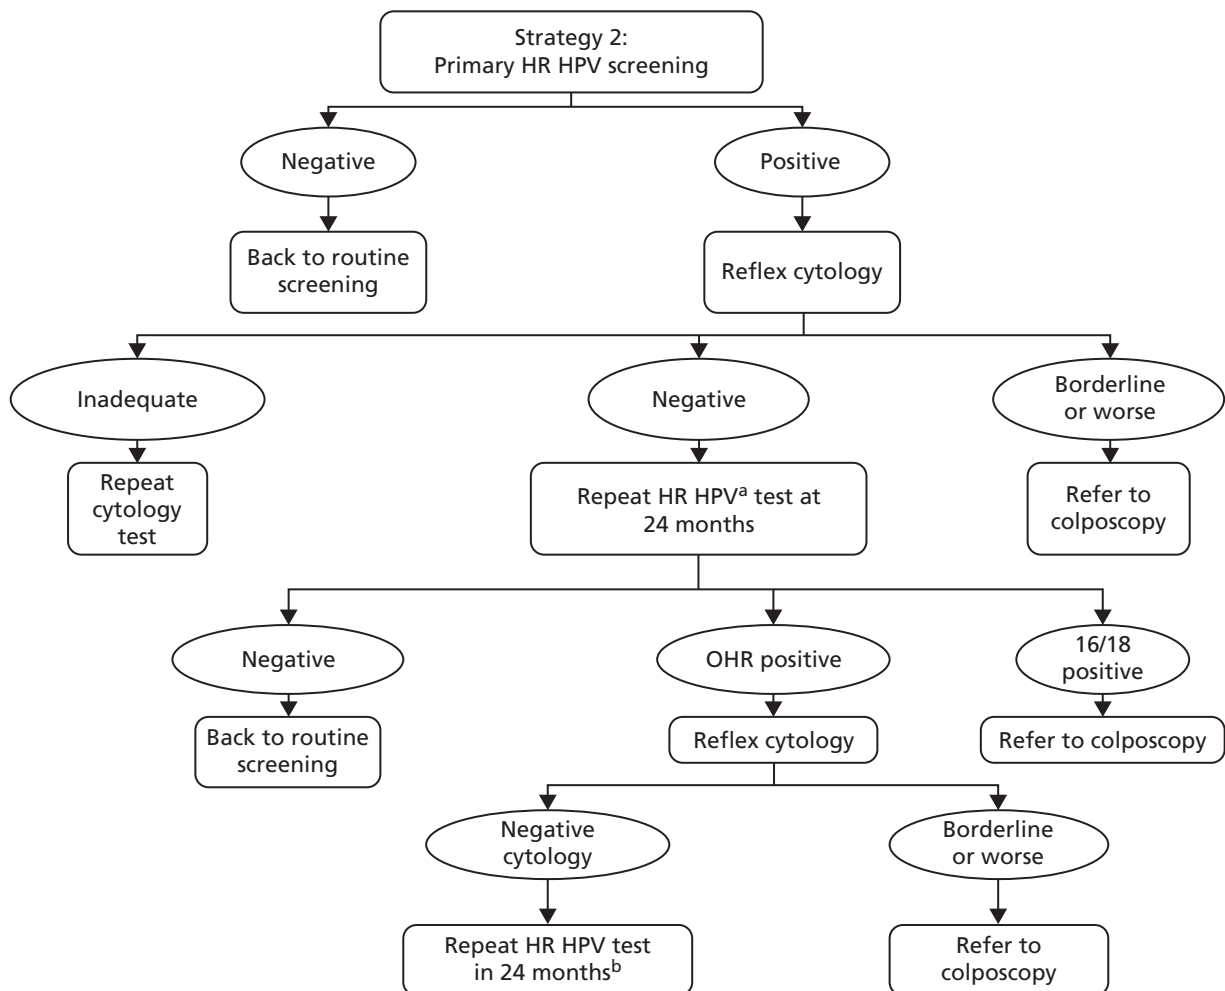 Strategy 2:
Primary HR HPV screening
Negative
Positive
Back to routine
screening
Reflex cytology
Inadequate
Negative
Borderline
or worse
Repeat
cytology
test
Repeat HR HPVᵃ test at
24 months
Refer to
colposcopy
Negative
OHR positive
16/18
positive
Back to routine
screening
Reflex cytology
Refer to colposcopy
Negative
cytology
Borderline
or worse
Repeat HR HPV test
in 24 monthsᵇ
Refer to
colposcopy